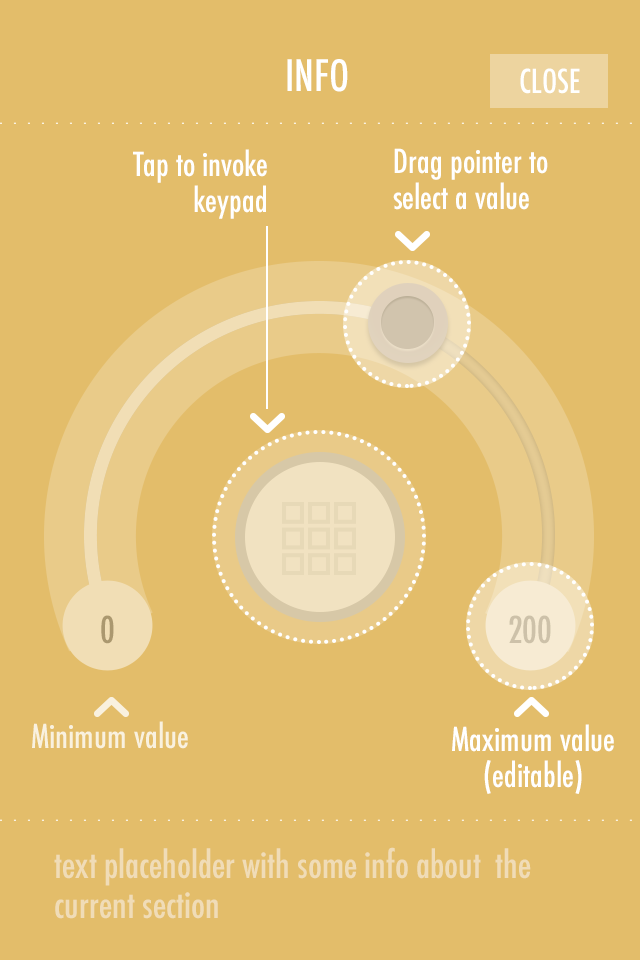 INFO
CLOSE
Tap to invoke
keypad
Drag pointer to
select a value
0
200
Minimum value
Maximum value
(editable)
text placeholder with some info about  the
current section